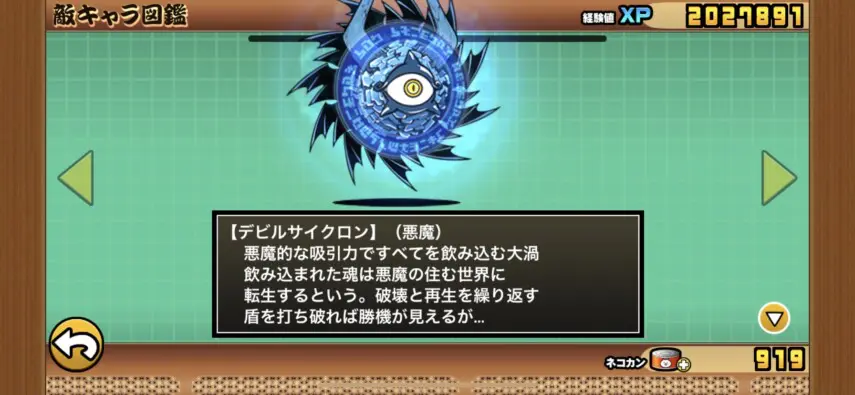 敵キャラ図鑑
経験値 XP 2027891
【デビルサイクロン】（悪魔）
悪魔的な吸引力ですべてを飲み込む大渦
飲み込まれた魂は悪魔の住む世界に
転生するという。破壊と再生を繰り返す
盾を打ち破れば勝機が見えるが…
ネコカン 919